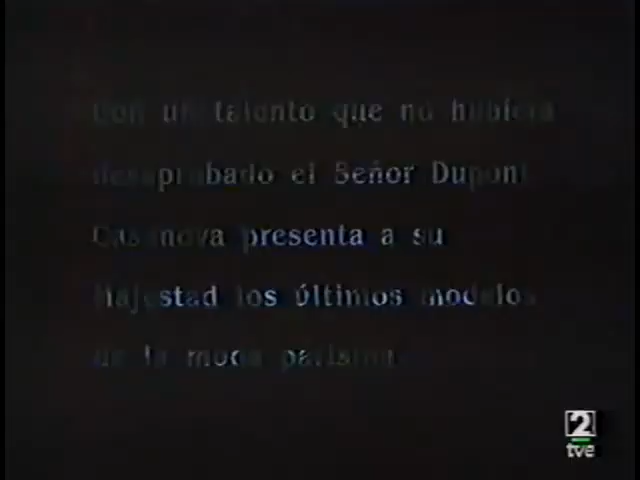 Con un talento que no hubiera
desaprobado el Señor Dupont
Casanova presenta a su
Majestad los últimos modelos
de la moda parisina
2
tve